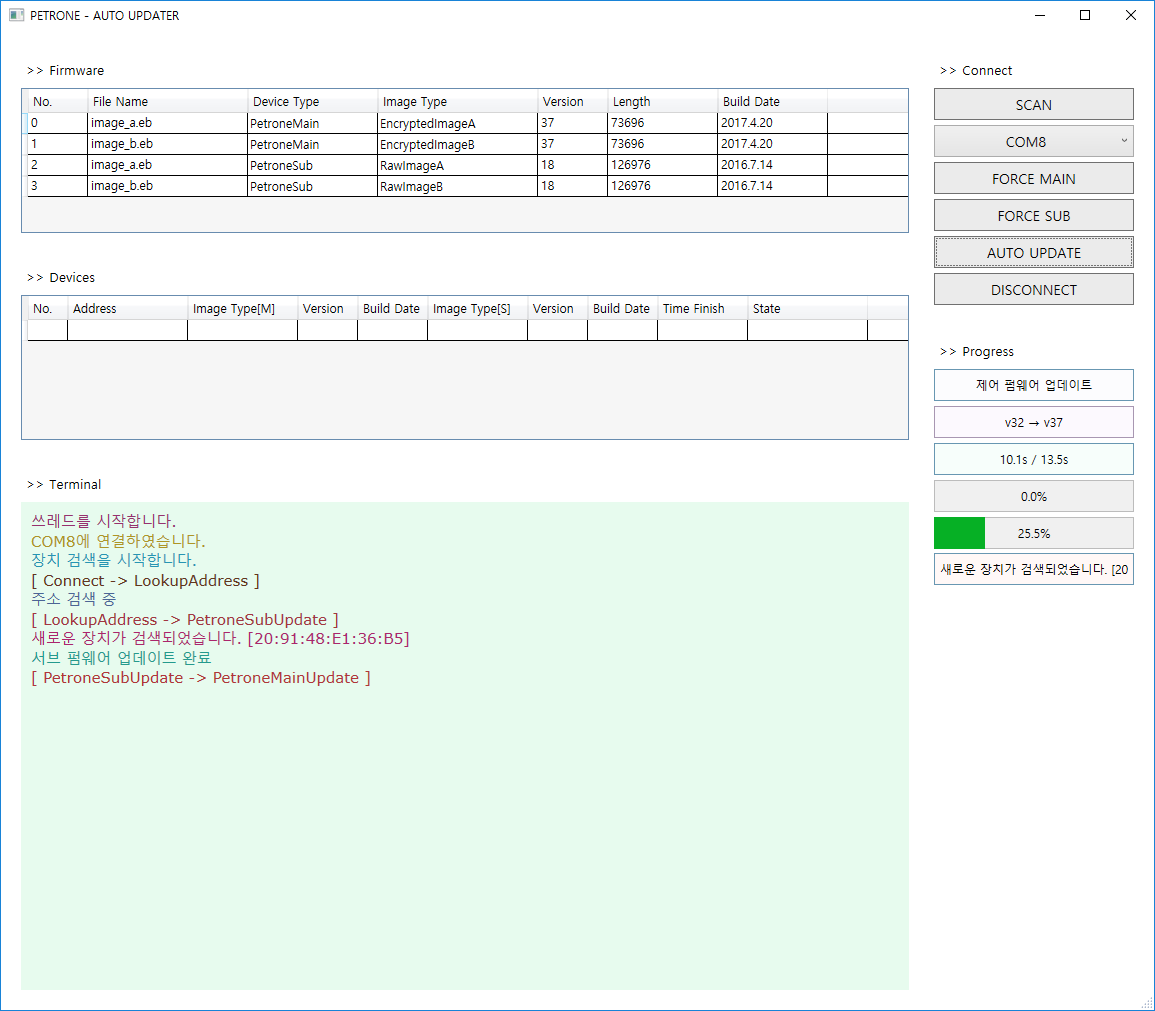 PETRONE - AUTO UPDATER
>> Firmware
No. File Name Device Type Image Type Version Length Build Date
0 image_a.eb PetroneMain EncryptedImageA 37 73696 2017.4.20
1 image_b.eb PetroneMain EncryptedImageB 37 73696 2017.4.20
2 image_a.eb PetroneSub RawImageA 18 126976 2016.7.14
3 image_b.eb PetroneSub RawImageB 18 126976 2016.7.14
>> Devices
No. Address Image Type[M] Version Build Date Image Type[S] Version Build Date Time Finish State
>> Terminal
쓰레드를 시작합니다.
COM8에 연결하였습니다.
장치 검색을 시작합니다.
[ Connect -> LookupAddress ]
주소 검색 중
[ LookupAddress -> PetroneSubUpdate ]
새로운 장치가 검색되었습니다. [20:91:48:E1:36:B5]
서브 펌웨어 업데이트 완료
[ PetroneSubUpdate -> PetroneMainUpdate ]
>> Connect
SCAN
COM8
FORCE MAIN
FORCE SUB
AUTO UPDATE
DISCONNECT
>> Progress
제어 펌웨어 업데이트
v32 → v37
10.1s / 13.5s
0.0%
25.5%
새로운 장치가 검색되었습니다. [20